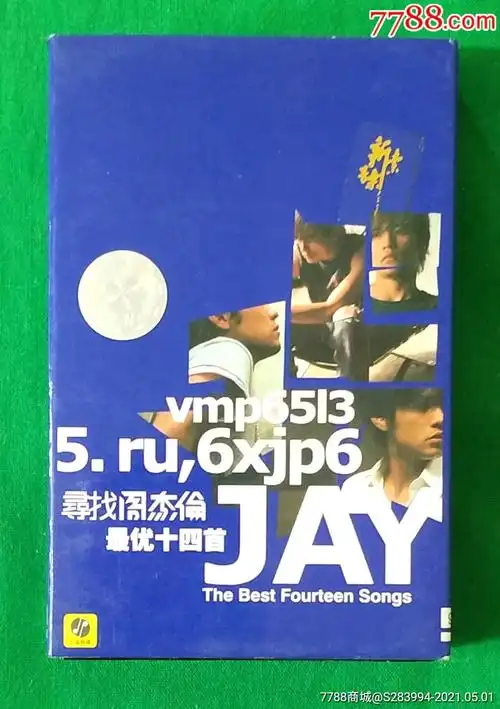 7788.com
vmp65l3
5. ru,6xjp6
尋找周杰倫
最优十四首
JAY
The Best Fourteen Songs
7788商城@S283994-2021.05.01